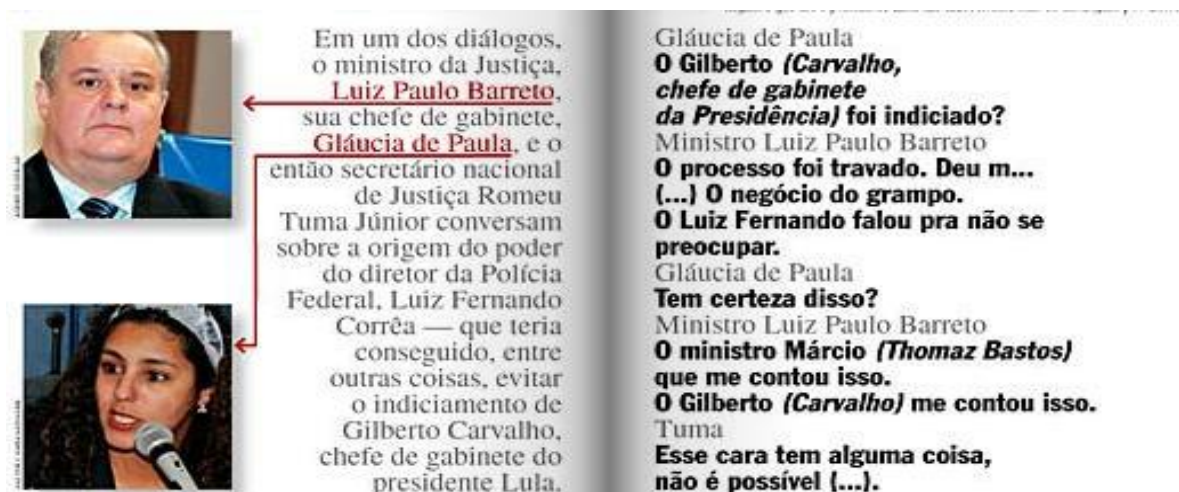 Em um dos diálogos,
o ministro da Justiça,
Luiz Paulo Barreto,
sua chefe de gabinete,
Gláucia de Paula, e o
então secretário nacional
de Justiça Romeu
Tuma Júnior conversam
sobre a origem do poder
do diretor da Polícia
Federal, Luiz Fernando
Corrêa — que teria
conseguido, entre
outras coisas, evitar
o indiciamento de
Gilberto Carvalho,
chefe de gabinete do
presidente Lula.
Gláucia de Paula
O Gilberto (Carvalho,
chefe de gabinete
da Presidência) foi indiciado?
Ministro Luiz Paulo Barreto
O processo foi travado. Deu m...
(...) O negócio do grampo.
O Luiz Fernando falou pra não se
preocupar.
Gláucia de Paula
Tem certeza disso?
Ministro Luiz Paulo Barreto
O ministro Márcio (Thomaz Bastos)
que me contou isso.
O Gilberto (Carvalho) me contou isso.
Tuma
Esse cara tem alguma coisa,
não é possível (...).